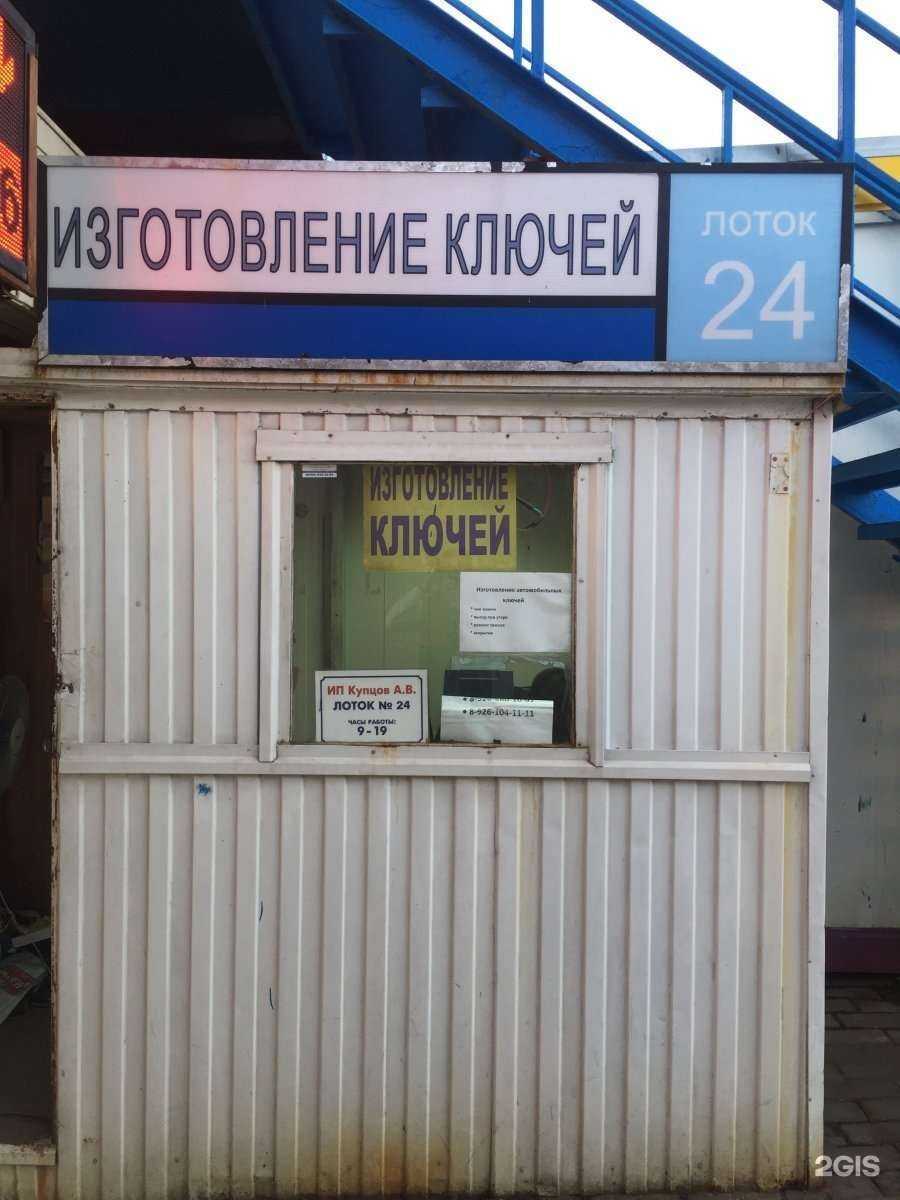 ИЗГОТОВЛЕНИЕ КЛЮЧЕЙ
ЛОТОК
24
ИЗГОТОВЛЕНИЕ
КЛЮЧЕЙ
Изготовление автомобильных
ключей
ИП Купцов А.В.
ЛОТОК № 24
ЧАСЫ РАБОТЫ:
9-19
• 8-926-104-11-11
2GIS